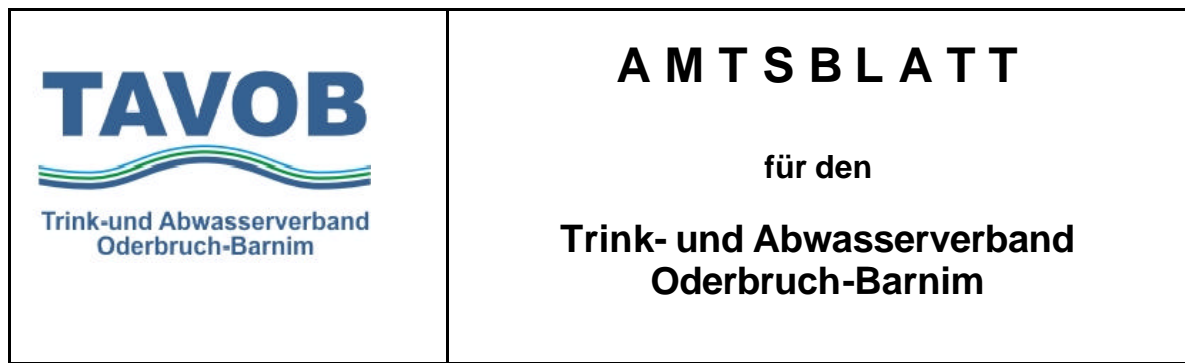 TAVOB
Trink-und Abwasserverband
Oderbruch-Barnim
A M T S B L A T T
für den
Trink- und Abwasserverband
Oderbruch-Barnim